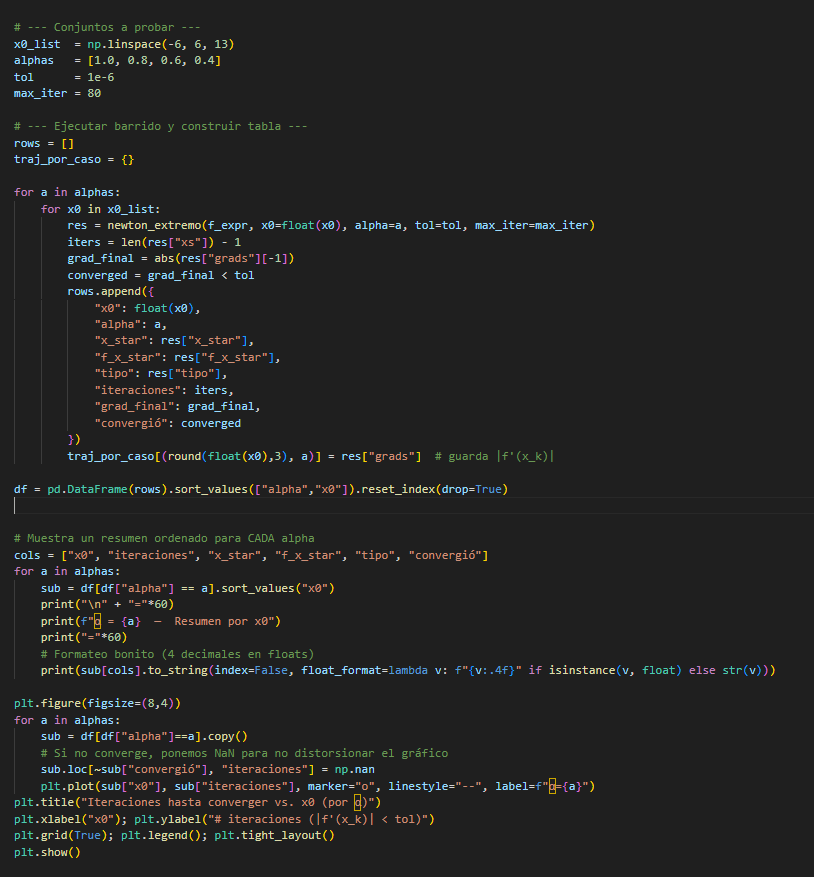 # --- Conjuntos a probar ---
x0_list  = np.linspace(-6, 6, 13)
alphas   = [1.0, 0.8, 0.6, 0.4]
tol      = 1e-6
max_iter = 80
# --- Ejecutar barrido y construir tabla ---
rows = []
traj_por_caso = {}
for a in alphas:
    for x0 in x0_list:
        res = newton_extremo(f_expr, x0=float(x0), alpha=a, tol=tol, max_iter=max_iter)
        iters = len(res["xs"]) - 1
        grad_final = abs(res["grads"][-1])
        converged = grad_final < tol
        rows.append({
            "x0": float(x0),
            "alpha": a,
            "x_star": res["x_star"],
            "f_x_star": res["f_x_star"],
            "tipo": res["tipo"],
            "iteraciones": iters,
            "grad_final": grad_final,
            "convergió": converged
        })
        traj_por_caso[(round(float(x0),3), a)] = res["grads"]  # guarda |f'(x_k)|
df = pd.DataFrame(rows).sort_values(["alpha","x0"]).reset_index(drop=True)
# Muestra un resumen ordenado para CADA alpha
cols = ["x0", "iteraciones", "x_star", "f_x_star", "tipo", "convergió"]
for a in alphas:
    sub = df[df["alpha"] == a].sort_values("x0")
    print("\n" + "="*60)
    print(f"α = {a}  —  Resumen por x0")
    print("="*60)
    # Formateo bonito (4 decimales en floats)
    print(sub[cols].to_string(index=False, float_format=lambda v: f"{v:.4f}" if isinstance(v, float) else str(v)))
plt.figure(figsize=(8,4))
for a in alphas:
    sub = df[df["alpha"]==a].copy()
    # Si no converge, ponemos NaN para no distorsionar el gráfico
    sub.loc[~sub["convergió"], "iteraciones"] = np.nan
    plt.plot(sub["x0"], sub["iteraciones"], marker="o", linestyle="--", label=f"α={a}")
plt.title("Iteraciones hasta converger vs. x0 (por α)")
plt.xlabel("x0"); plt.ylabel("# iteraciones (|f'(x_k)| < tol)")
plt.grid(True); plt.legend(); plt.tight_layout()
plt.show()